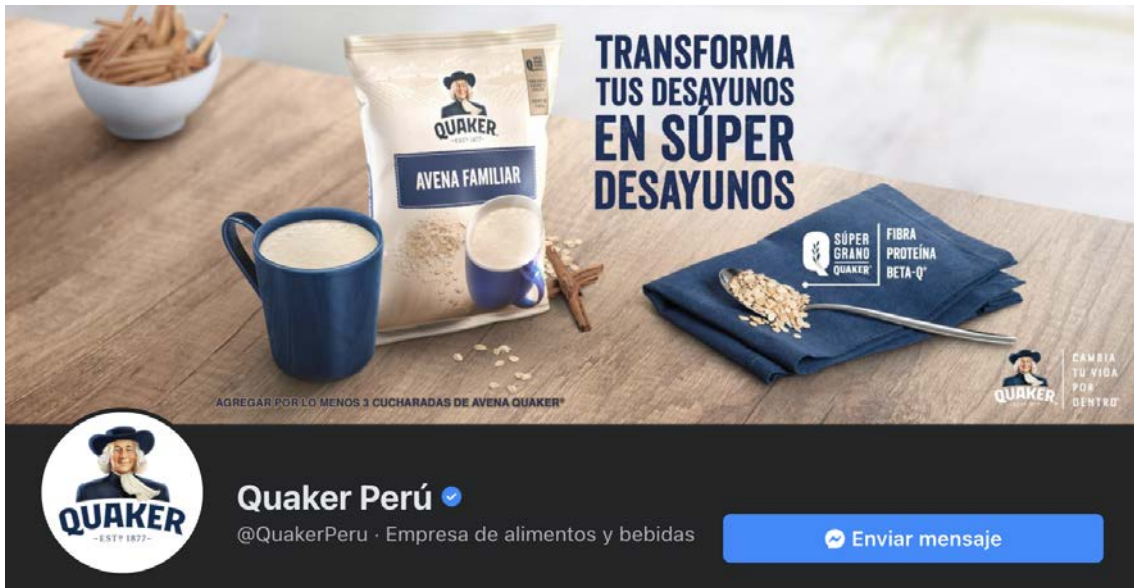 QUAKER
-EST? 1877-
AVENA FAMILIAR
TRANSFORMA
TUS DESAYUNOS
EN SÚPER
DESAYUNOS
SÚPER
GRANO
QUAKER®
FIBRA
PROTEÍNA
BETA-Q®
QUAKER
CAMBIA
TU VIDA
POR
DENTRO
AGREGAR POR LO MENOS 3 CUCHARADAS DE AVENA QUAKER®
QUAKER
-ESTº 1877-
Quaker Perú
@QuakerPeru · Empresa de alimentos y bebidas
Enviar mensaje